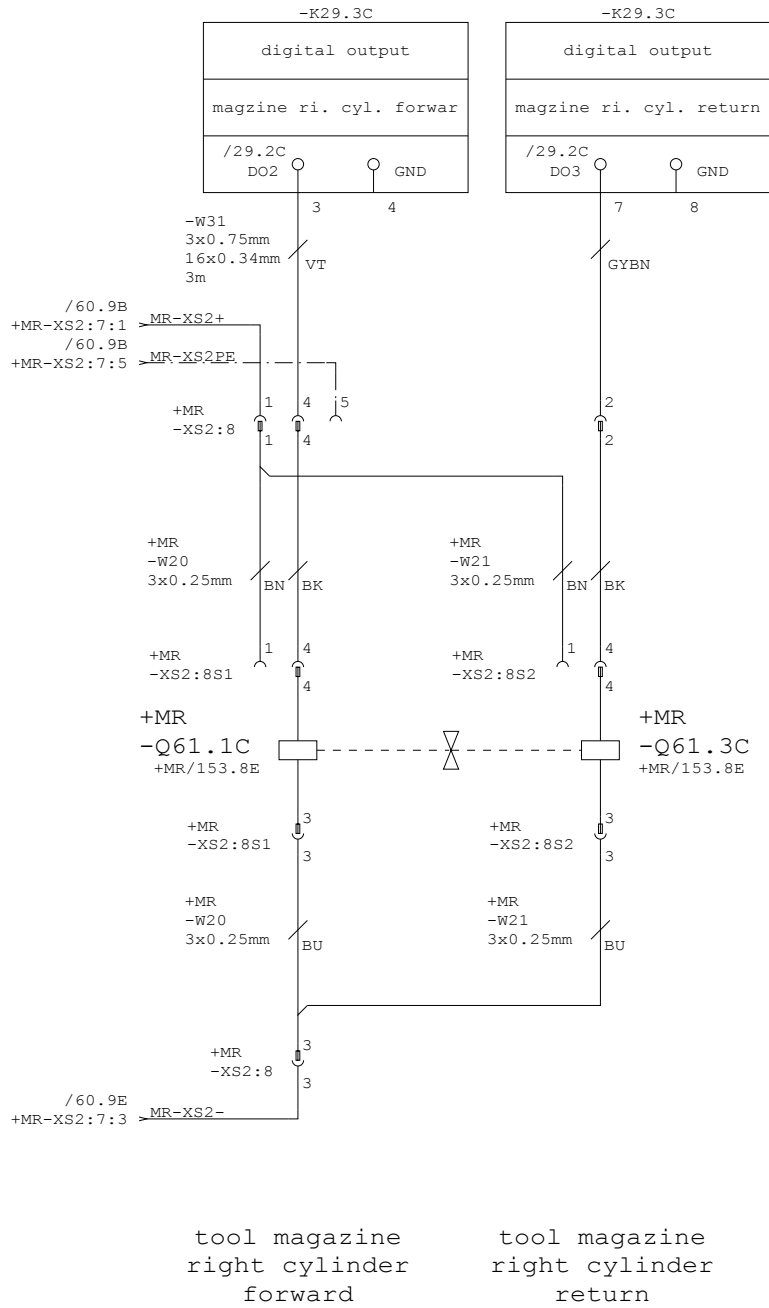 -K29.3C
-K29.3C
digital output
digital output
magzine ri. cyl. forwar
magzine ri. cyl. return
/29.2C
DO2
GND
/29.2C
DO3
GND
3
4
7
8
-W31
3x0.75mm
16x0.34mm
3m
VT
GYBN
/60.9B
+MR-XS2:7:1
MR-XS2+
/60.9B
+MR-XS2:7:5
MR-XS2PE
+MR
-XS2:8
1
4
5
2
1
4
2
+MR
-W20
3x0.25mm
BN
BK
+MR
-W21
3x0.25mm
BN
BK
+MR
-XS2:8S1
1
4
4
+MR
-XS2:8S2
1
4
4
+MR
-Q61.1C
+MR/153.8E
+MR
-Q61.3C
+MR/153.8E
+MR
-XS2:8S1
3
3
+MR
-XS2:8S2
3
3
+MR
-W20
3x0.25mm
BU
+MR
-W21
3x0.25mm
BU
+MR
-XS2:8
3
3
/60.9E
+MR-XS2:7:3
MR-XS2-
tool magazine
right cylinder
forward
tool magazine
right cylinder
return